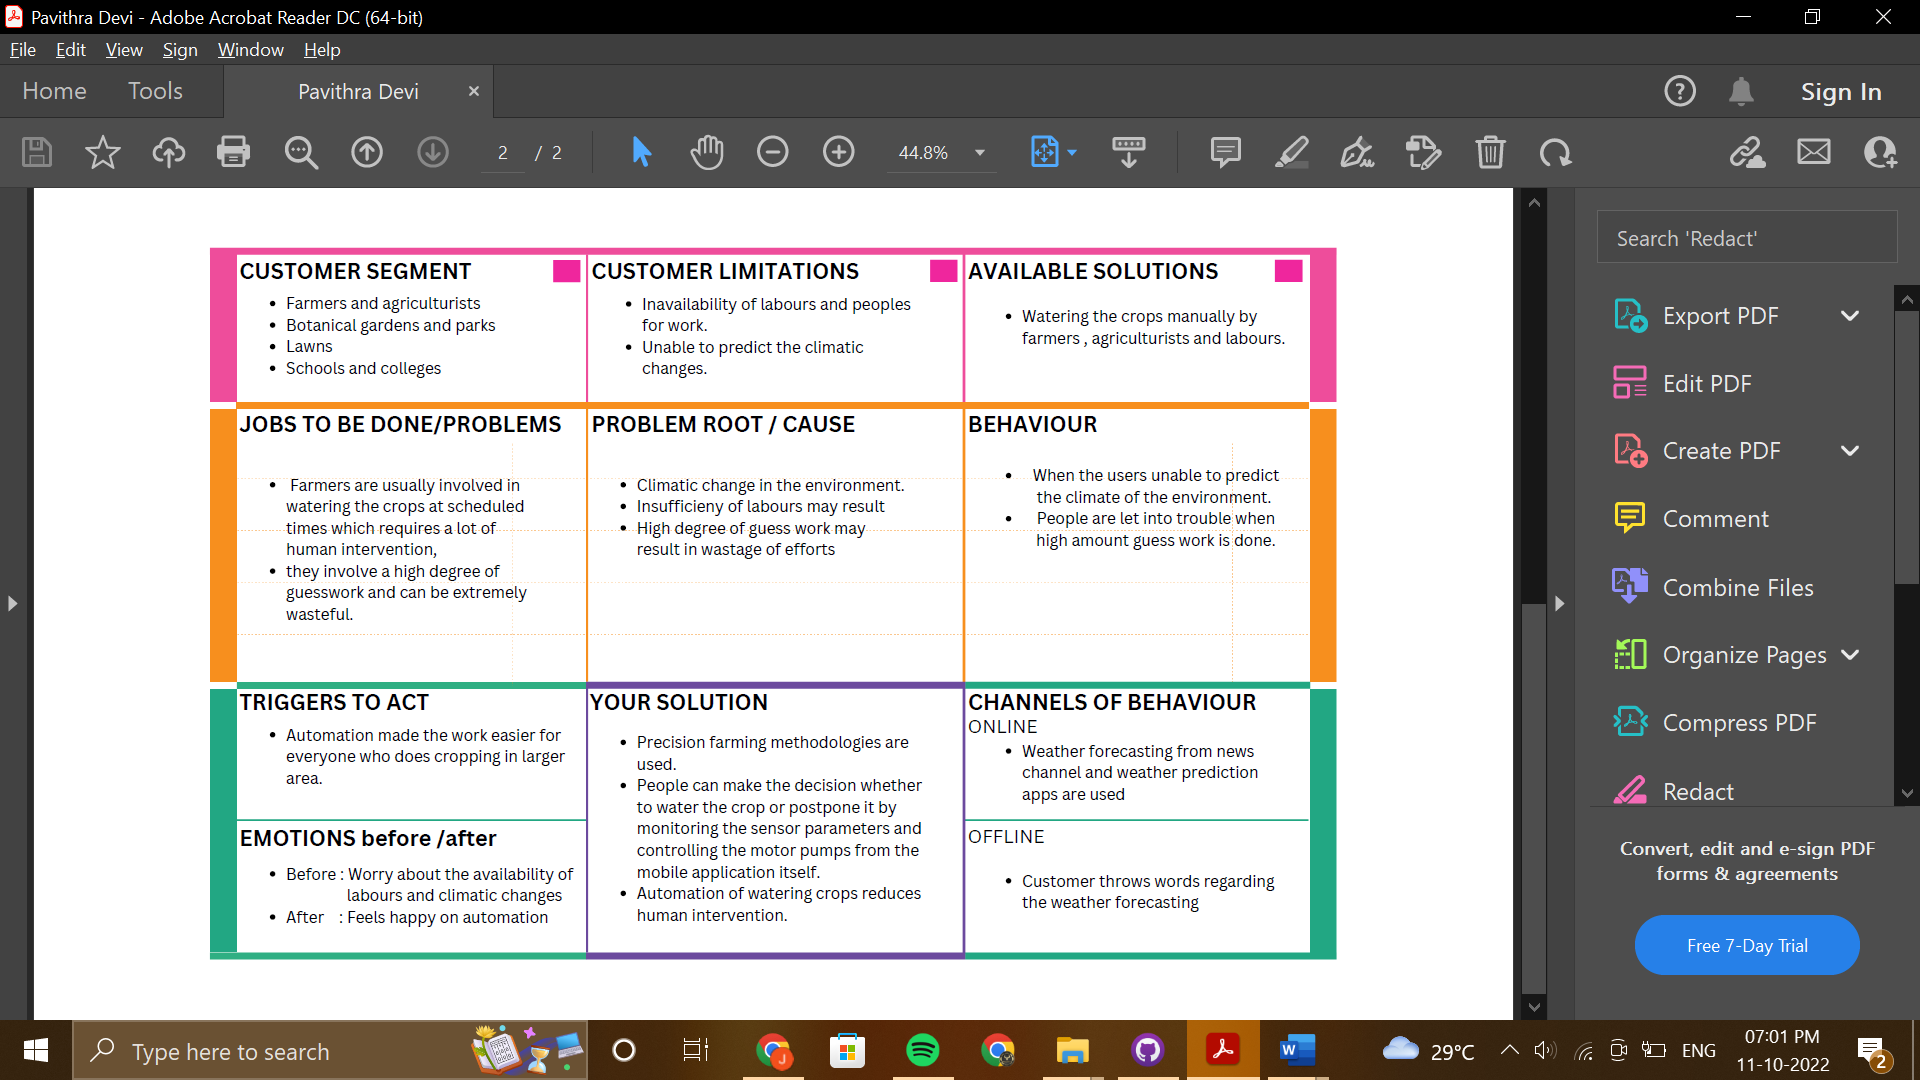 Pavithra Devi - Adobe Acrobat Reader DC (64-bit)
File Edit View Sign Window Help
Home Tools Pavithra Devi × Sign In
2 / 2 44.8%
CUSTOMER SEGMENT
• Farmers and agriculturists
• Botanical gardens and parks
• Lawns
• Schools and colleges
CUSTOMER LIMITATIONS
• Inavailability of labours and peoples
for work.
• Unable to predict the climatic
changes.
AVAILABLE SOLUTIONS
• Watering the crops manually by
farmers , agriculturists and labours.
JOBS TO BE DONE/PROBLEMS
• Farmers are usually involved in
watering the crops at scheduled
times which requires a lot of
human intervention,
• they involve a high degree of
guesswork and can be extremely
wasteful.
PROBLEM ROOT / CAUSE
• Climatic change in the environment.
• Insufficieny of labours may result
• High degree of guess work may
result in wastage of efforts
BEHAVIOUR
• When the users unable to predict
the climate of the environment.
• People are let into trouble when
high amount guess work is done.
TRIGGERS TO ACT
• Automation made the work easier for
everyone who does cropping in larger
area.
EMOTIONS before /after
• Before : Worry about the availability of
labours and climatic changes
• After : Feels happy on automation
YOUR SOLUTION
• Precision farming methodologies are
used.
• People can make the decision whether
to water the crop or postpone it by
monitoring the sensor parameters and
controlling the motor pumps from the
mobile application itself.
• Automation of watering crops reduces
human intervention.
CHANNELS OF BEHAVIOUR
ONLINE
• Weather forecasting from news
channel and weather prediction
apps are used
OFFLINE
• Customer throws words regarding
the weather forecasting
Search 'Redact'
Export PDF
Edit PDF
Create PDF
Comment
Combine Files
Organize Pages
Compress PDF
Redact
Convert, edit and e-sign PDF
forms & agreements
Free 7-Day Trial
Type here to search
J
W
29°C
ENG
07:01 PM
11-10-2022
2